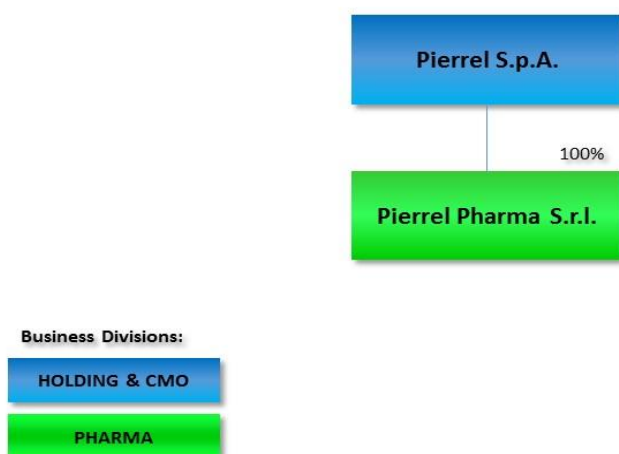 Pierrel S.p.A.
100%
Pierrel Pharma S.r.l.
Business Divisions:
HOLDING & CMO
PHARMA